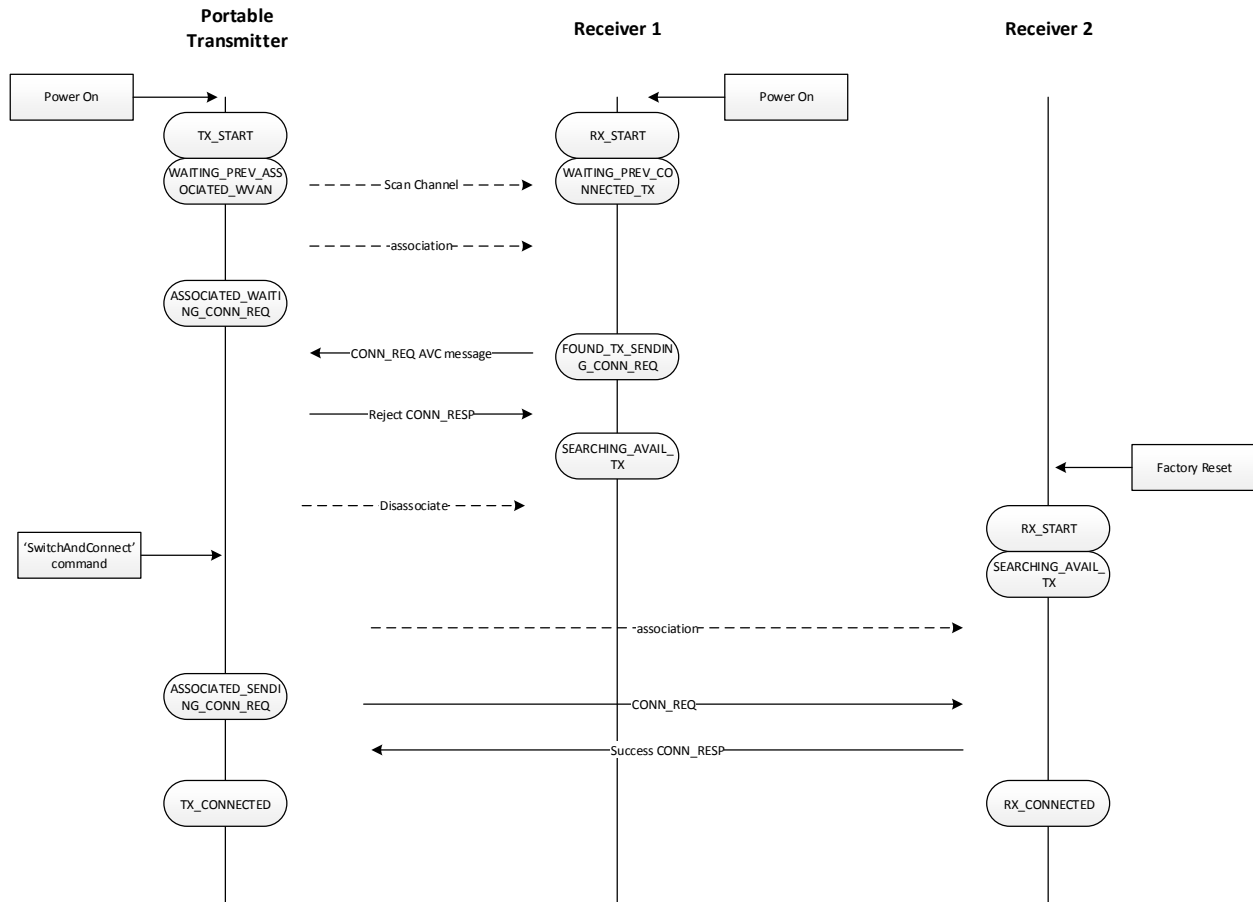 Portable
Transmitter
Receiver 1
Receiver 2
Power On
Power On
TX_START
RX_START
WAITING_PREV_ASS
OCIATED_WVAN
Scan Channel
WAITING_PREV_CO
NNECTED_TX
association
ASSOCIATED_WAITI
NG_CONN_REQ
CONN_REQ AVC message
FOUND_TX_SENDIN
G_CONN_REQ
Reject CONN_RESP
SEARCHING_AVAIL_
TX
Factory Reset
Disassociate
RX_START
'SwitchAndConnect'
command
SEARCHING_AVAIL_
TX
association
ASSOCIATED_SENDI
NG_CONN_REQ
CONN_REQ
Success CONN_RESP
TX_CONNECTED
RX_CONNECTED